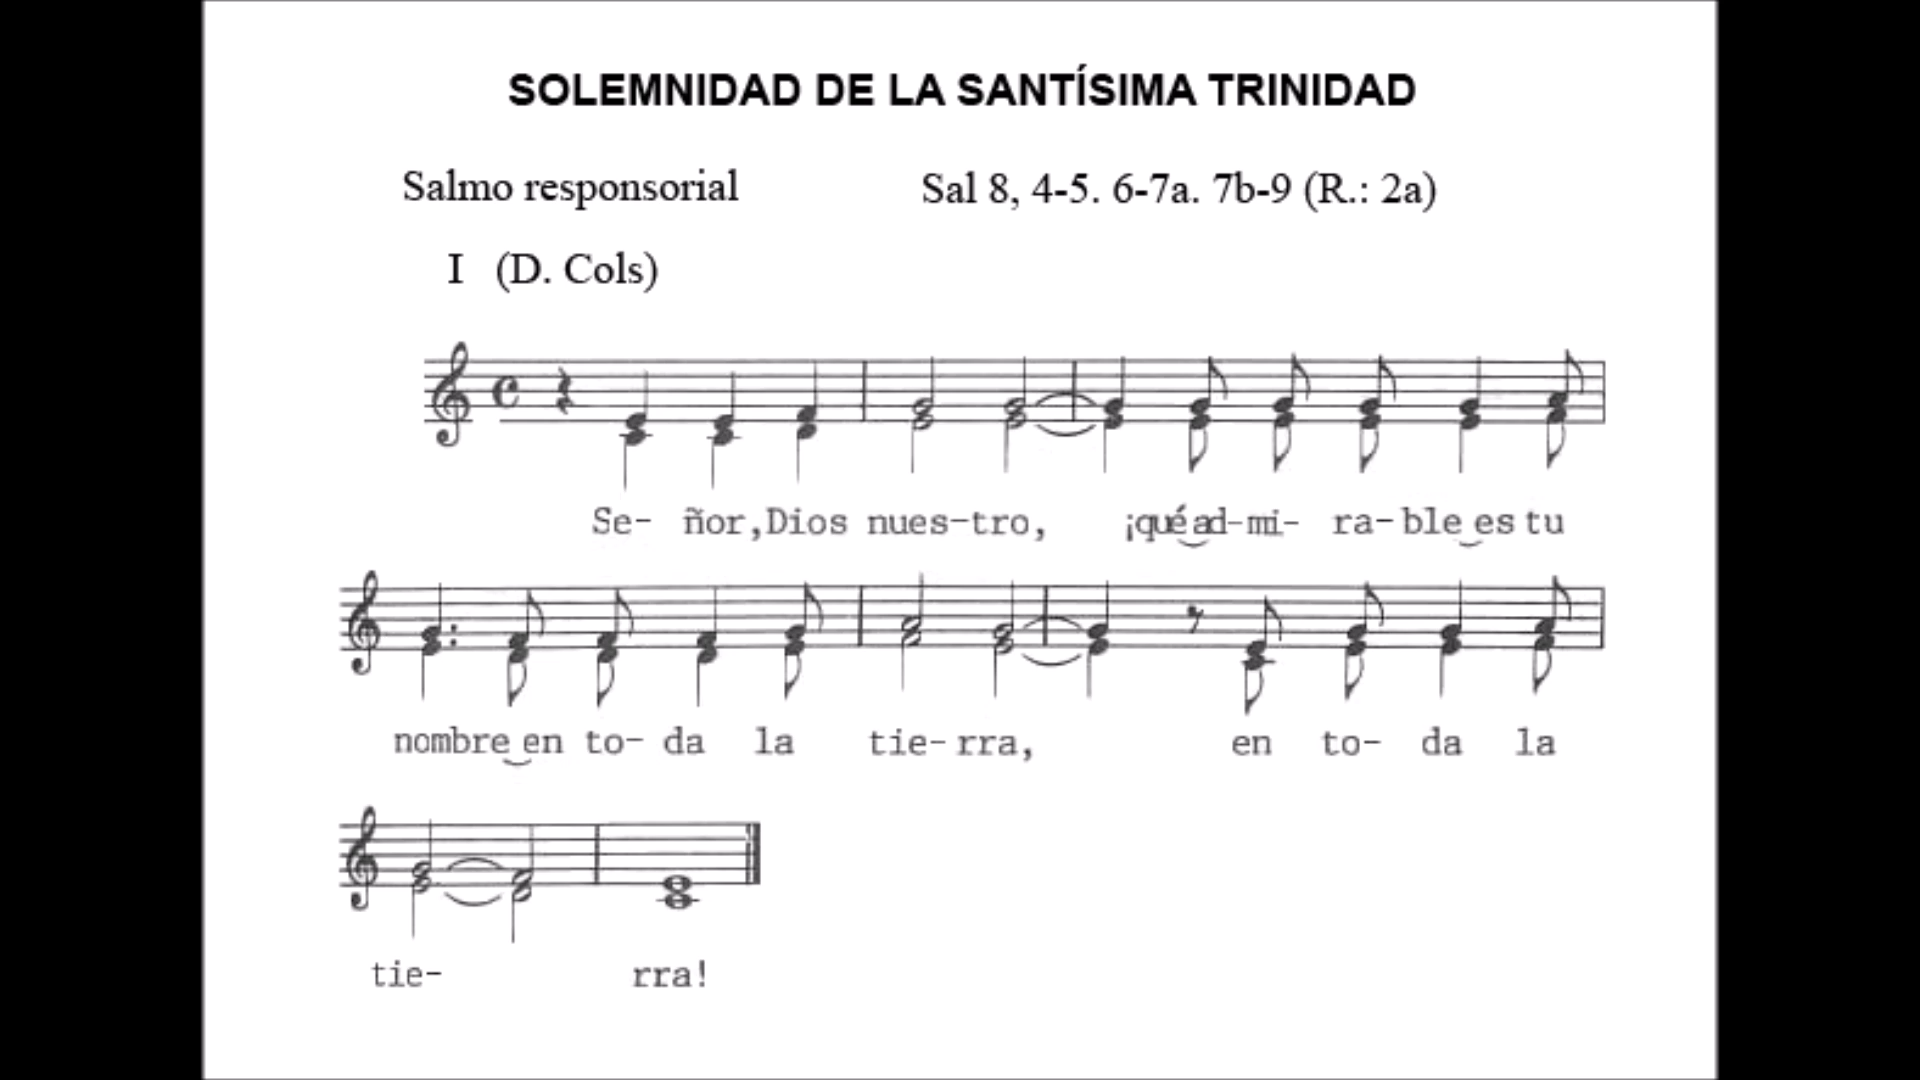 SOLEMNIDAD DE LA SANTÍSIMA TRINIDAD
Salmo responsorial Sal 8, 4-5. 6-7a. 7b-9 (R.: 2a)
I (D. Cols)
Se- ñor, Dios nues-tro, ¡qué ad-mi- ra-ble es tu
nombre en to- da la tie- rra, en to- da la
tie- rra!